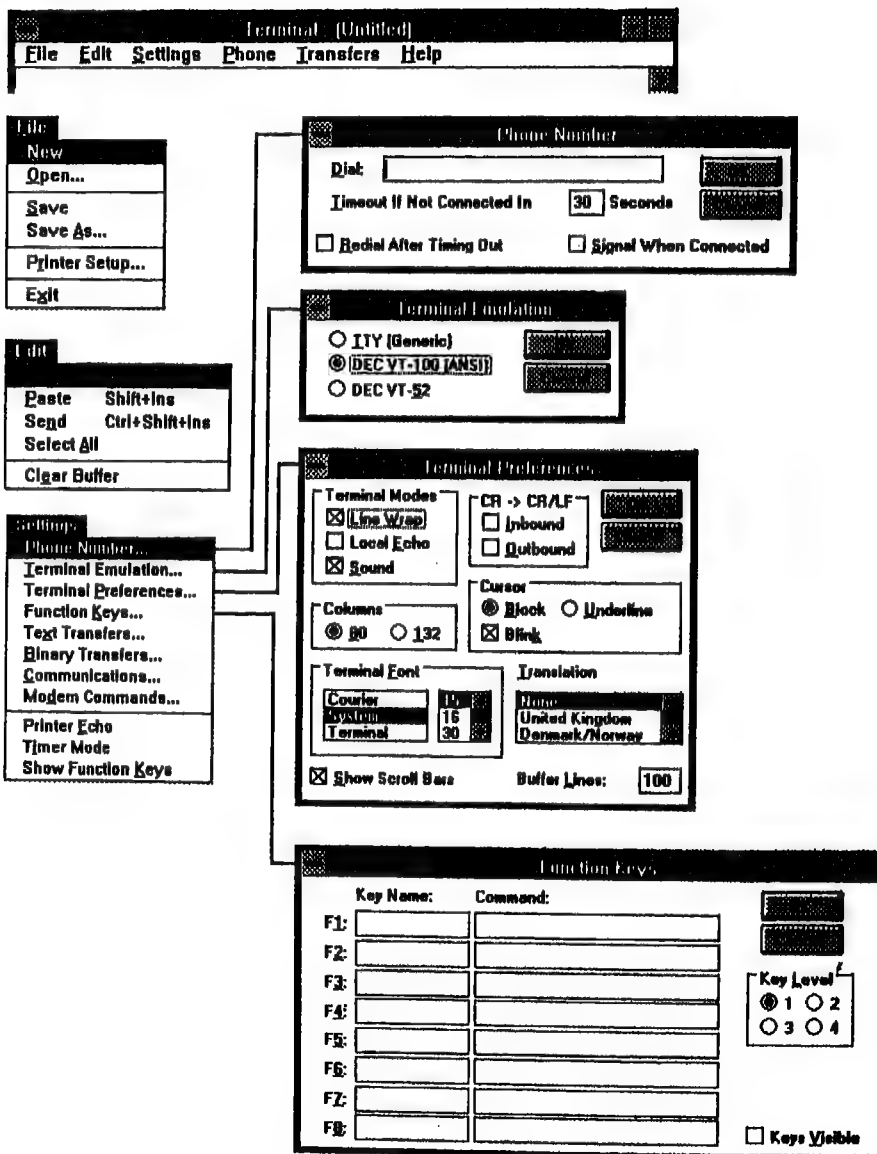 Terminal - (Untitled)
File Edit Settings Phone Transfers Help
File
New
Open...
Save
Save As...
Printer Setup...
Exit
Edit
Paste Shift+Ins
Send Ctrl+Shift+Ins
Select All
Clear Buffer
Settings
Phone Number...
Terminal Emulation...
Terminal Preferences...
Function Keys...
Text Transfers...
Binary Transfers...
Communications...
Modem Commands...
Printer Echo
Timer Mode
Show Function Keys
Phone Number
Dial:
Timeout If Not Connected In 30 Seconds
Redial After Timing Out Signal When Connected
Terminal Emulation
TTY (Generic)
DEC VT-100 (ANSI)
DEC VT-52
Terminal Preferences
Terminal Modes
Line Wrap
Local Echo
Sound
CR -> CR/LF
Inbound
Outbound
Columns
80 132
Cursor
Block Underline
Blink
Terminal Font
Courier
System 16
Terminal 30
Translation
None
United Kingdom
Denmark/Norway
Show Scroll Bars Buffer Lines: 100
Function Keys
Key Name: Command:
F1:
F2:
F3:
F4:
F5:
F6:
F7:
F8:
Key Level
1 2
3 4
Keys Visible